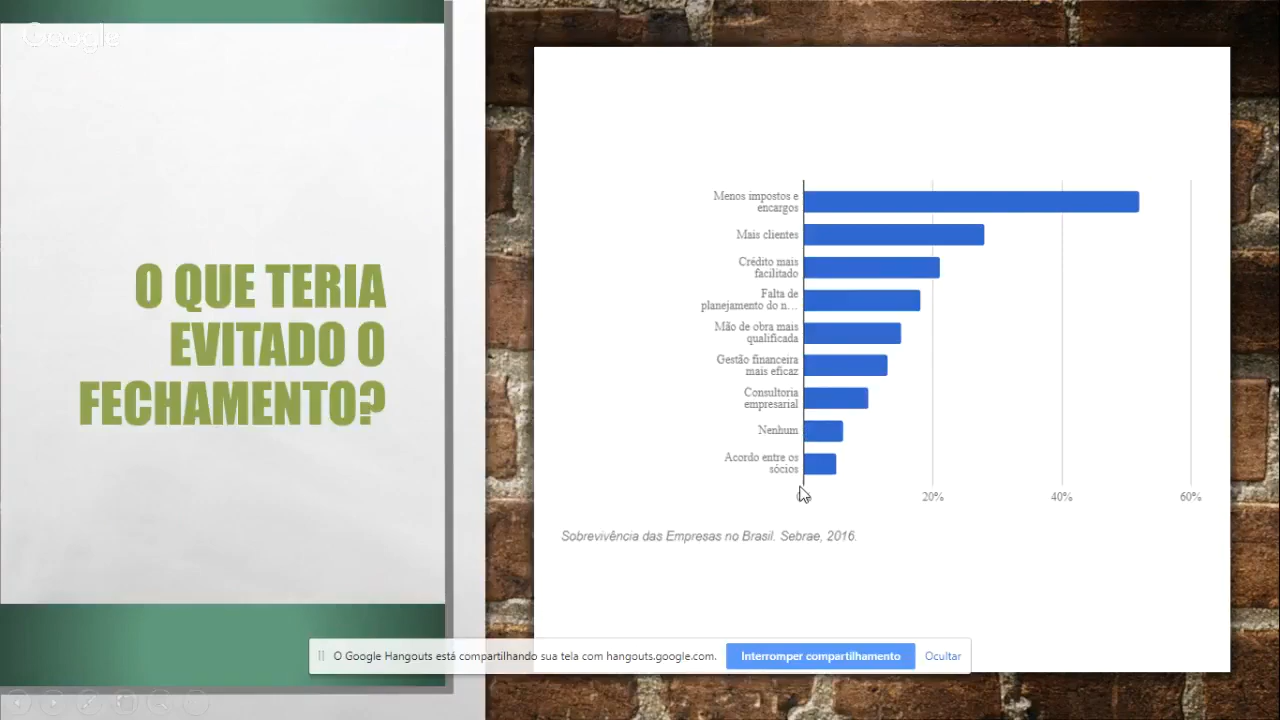 Google
O QUE TERIA
EVITADO O
FECHAMENTO?
Menos impostos e
encargos
Mais clientes
Crédito mais
facilitado
Falta de
planejamento do n...
Mão de obra mais
qualificada
Gestão financeira
mais eficaz
Consultoria
empresarial
Nenhum
Acordo entre os
sócios
20%
40%
60%
Sobrevivência das Empresas no Brasil. Sebrae, 2016.
O Google Hangouts está compartilhando sua tela com hangouts.google.com.
Interromper compartilhamento
Ocultar